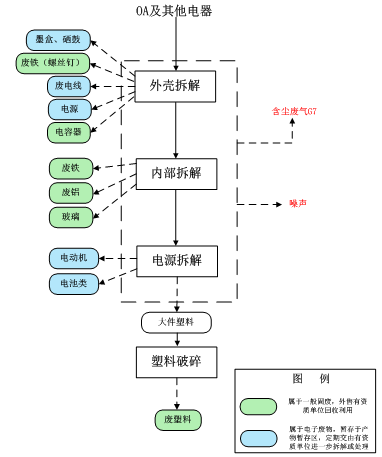 OA及其他电器
墨盒、硒鼓
废铁（螺丝钉）
废电线
电源
电容器
外壳拆解
含尘废气G7
废铁
废铝
玻璃
内部拆解
噪声
电动机
电池类
电源拆解
大件塑料
塑料破碎
废塑料
图 例
属于一般固废，外售有资
质单位回收利用
属于电子废物，暂存于产
物暂存区，定期交由有资
质单位进一步拆解或处理